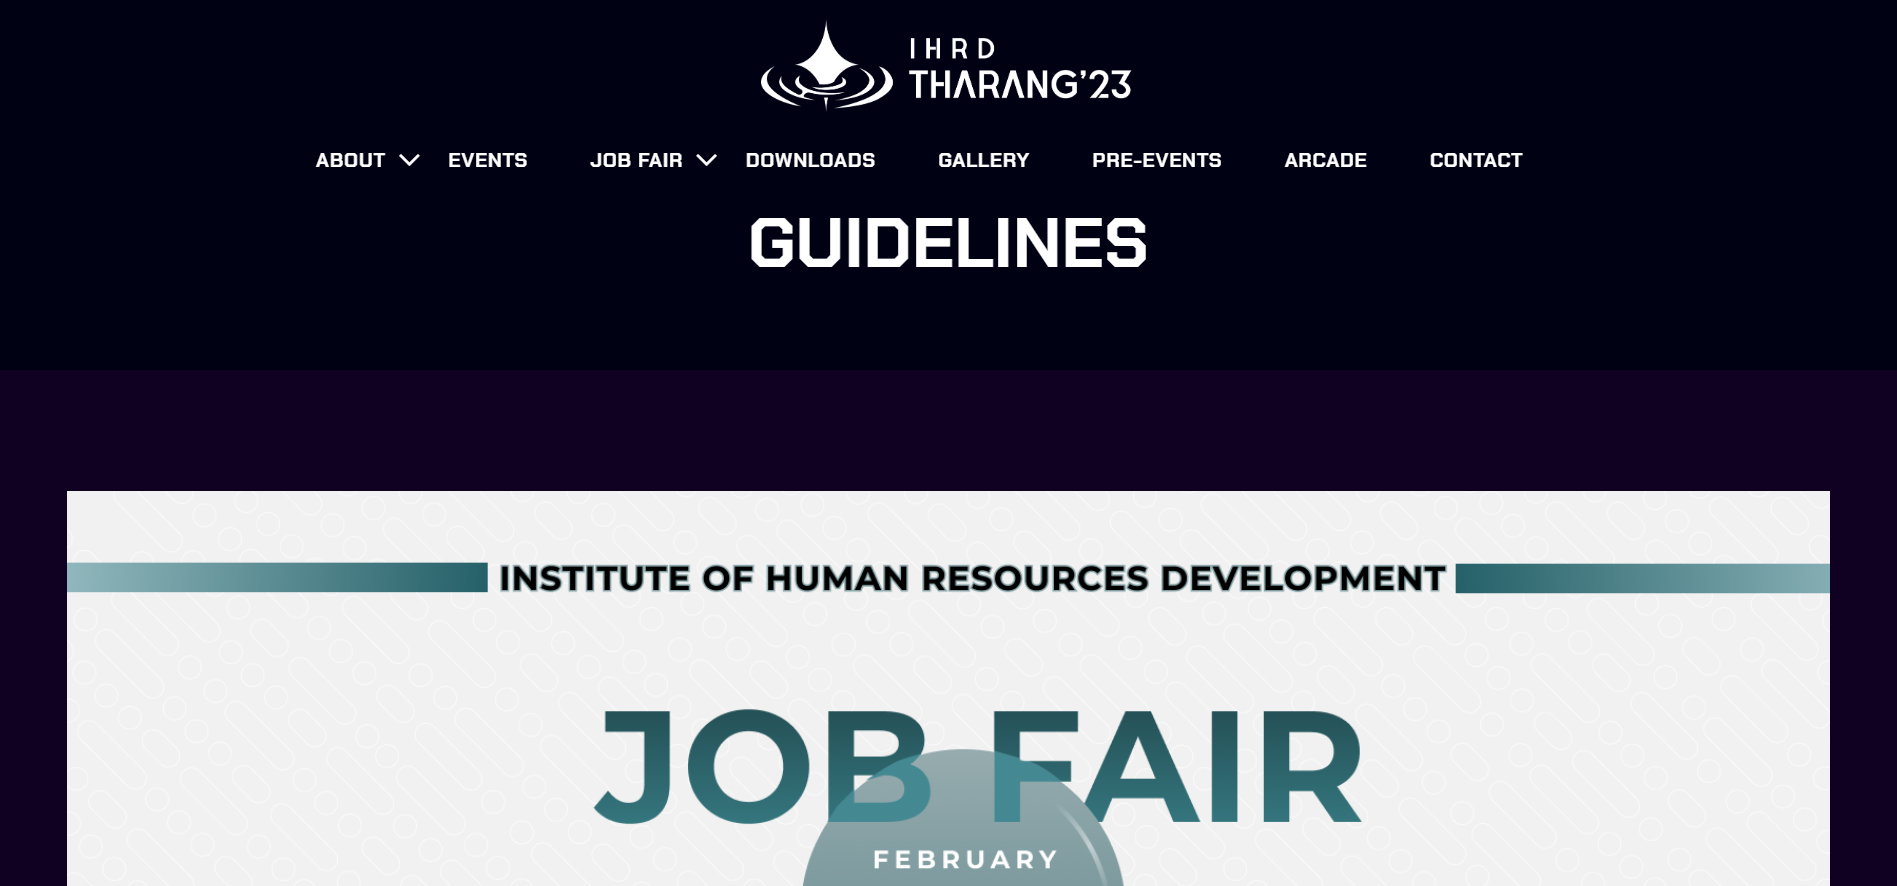 IHRD
THARANG'23
ABOUT EVENTS JOB FAIR DOWNLOADS GALLERY PRE-EVENTS ARCADE CONTACT
GUIDELINES
INSTITUTE OF HUMAN RESOURCES DEVELOPMENT
JOB FAIR
FEBRUARY